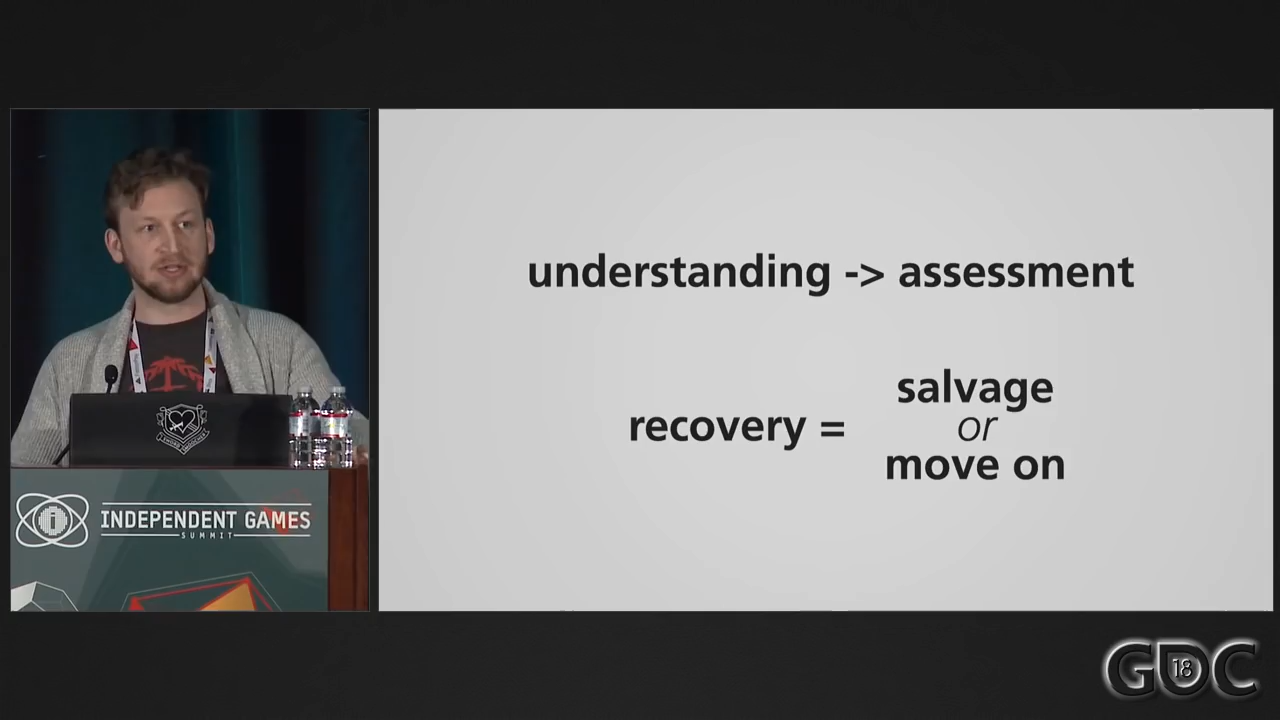 understanding -> assessment
salvage
recovery = or
move on
INDEPENDENT GAMES
SUMMIT
GDC
18